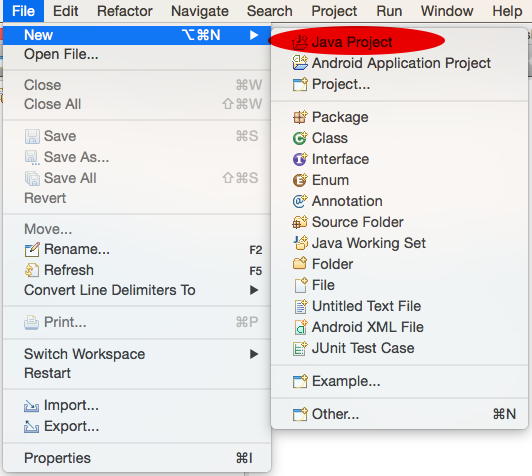 File Edit Refactor Navigate Search Project Run Window Help
New ⌥⌘N ▶
Open File...
Close ⌘W
Close All ⇧⌘W
Save ⌘S
Save As...
Save All ⇧⌘S
Revert
Move...
Rename... F2
Refresh F5
Convert Line Delimiters To ▶
Print... ⌘P
Switch Workspace ▶
Restart
Import...
Export...
Properties ⌘I
Java Project
Android Application Project
Project...
Package
Class
Interface
Enum
Annotation
Source Folder
Java Working Set
Folder
File
Untitled Text File
Android XML File
JUnit Test Case
Example...
Other... ⌘N